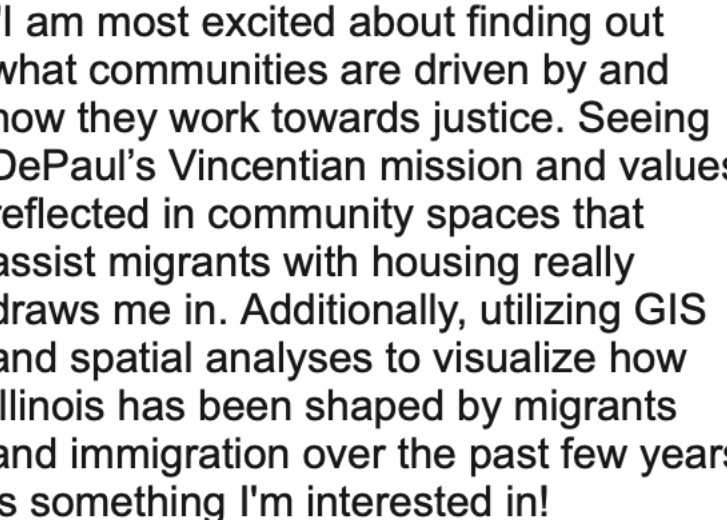 "I am most excited about finding out
what communities are driven by and
how they work towards justice. Seeing
DePaul's Vincentian mission and values
reflected in community spaces that
assist migrants with housing really
draws me in. Additionally, utilizing GIS
and spatial analyses to visualize how
Illinois has been shaped by migrants
and immigration over the past few years
is something I'm interested in!